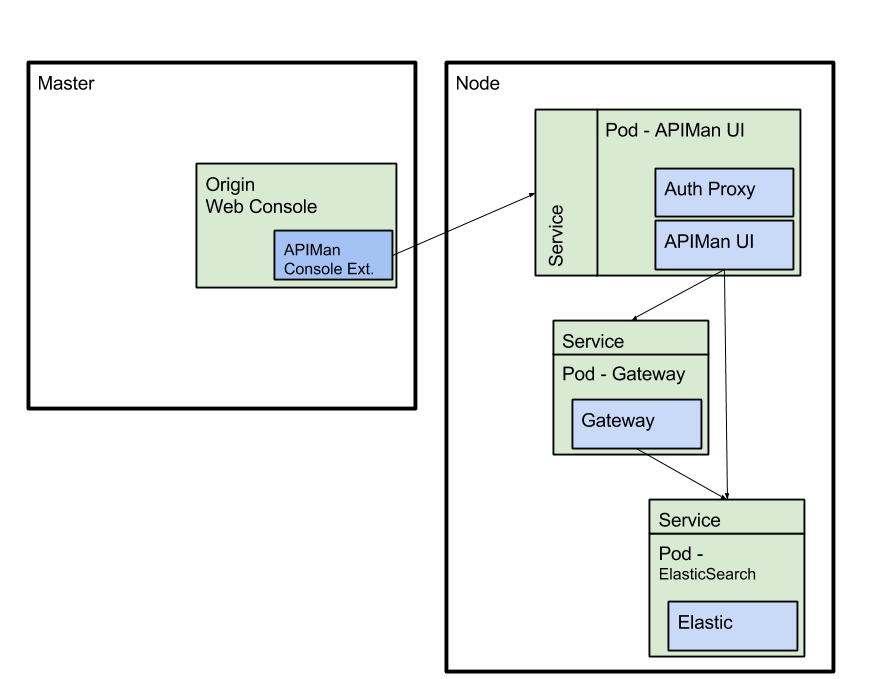 Master
Origin
Web Console
APIMan
Console Ext.
Node
Service
Pod - APIMan UI
Auth Proxy
APIMan UI
Service
Pod - Gateway
Gateway
Service
Pod -
ElasticSearch
Elastic